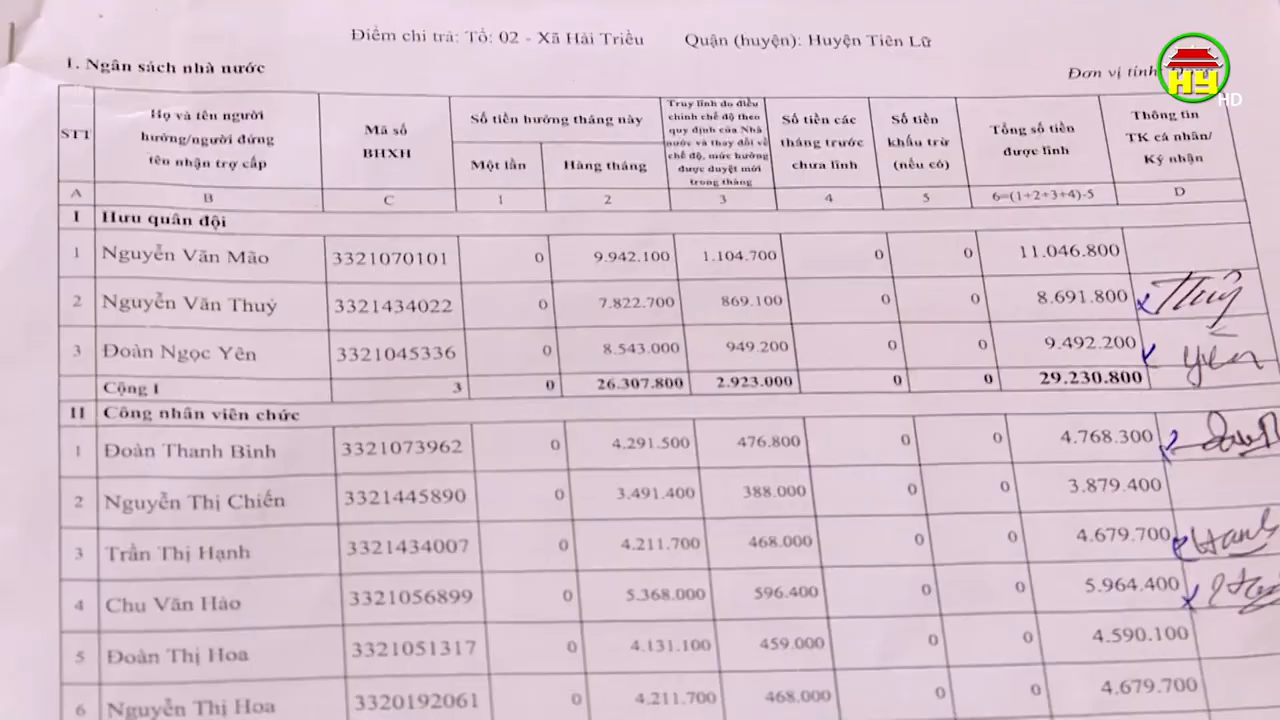 Điểm chi trả: Tổ: 02 - Xã Hải Triều Quận (huyện): Huyện Tiên Lữ
1. Ngân sách nhà nước
Đơn vị tính:
HY HD
STT Họ và tên người hưởng/người đứng tên nhận trợ cấp Mã số BHXH Số tiền hưởng tháng này Truy lĩnh do điều chỉnh chế độ theo quy định của Nhà nước và thay đổi về chế độ, mức hưởng được duyệt mới trong tháng Số tiền các tháng trước chưa lĩnh Số tiền khấu trừ (nếu có) Tổng số tiền được lĩnh Thông tin TK cá nhân/ Ký nhận
Một lần Hàng tháng
A B C 1 2 3 4 5 6=(1+2+3+4)-5 D
I Hưu quân đội
1 Nguyễn Văn Mão 3321070101 0 9.942.100 1.104.700 0 0 11.046.800
2 Nguyễn Văn Thuỷ 3321434022 0 7.822.700 869.100 0 0 8.691.800 Thuỷ
3 Đoàn Ngọc Yên 3321045336 0 8.543.000 949.200 0 0 9.492.200 Yên
Cộng I 3 0 26.307.800 2.923.000 0 0 29.230.800
II Công nhân viên chức
1 Đoàn Thanh Bình 3321073962 0 4.291.500 476.800 0 0 4.768.300
2 Nguyễn Thị Chiến 3321445890 0 3.491.400 388.000 0 0 3.879.400
3 Trần Thị Hạnh 3321434007 0 4.211.700 468.000 0 0 4.679.700 Hanh
4 Chu Văn Hào 3321056899 0 5.368.000 596.400 0 0 5.964.400
5 Đoàn Thị Hoa 3321051317 0 4.131.100 459.000 0 0 4.590.100
6 Nguyễn Thị Hoa 3320192061 0 4.211.700 468.000 0 0 4.679.700